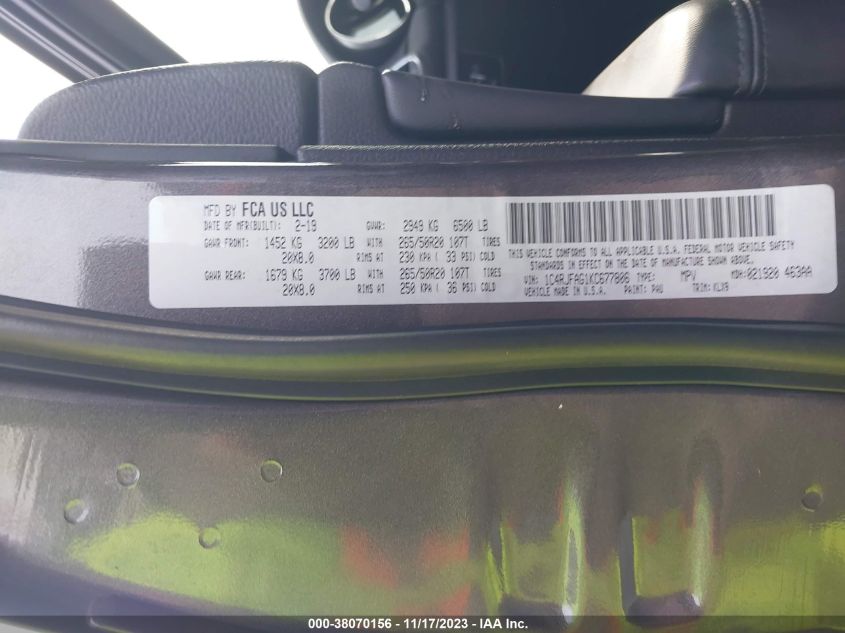 MFD BY FCA US LLC
DATE OF MFR(BUILT): 2-19 GVWR: 2949 KG 6500 LB
GAWR FRONT: 1452 KG 3200 LB WITH 265/50R20 107T TIRES
20X8.0 RIMS AT 230 KPA ( 33 PSI) COLD
GAWR REAR: 1679 KG 3700 LB WITH 265/50R20 107T TIRES
20X8.0 RIMS AT 250 KPA ( 36 PSI) COLD
THIS VEHICLE CONFORMS TO ALL APPLICABLE U.S.A. FEDERAL MOTOR VEHICLE SAFETY
STANDARDS IN EFFECT ON THE DATE OF MANUFACTURE SHOWN ABOVE.
VIN: 1C4RJFAG1KC677806 TYPE: MPV MDH: 021920 463AA
VEHICLE MADE IN U.S.A. PAINT: PAU TRIM: KLX9
000-38070156 - 11/17/2023 - IAA Inc.